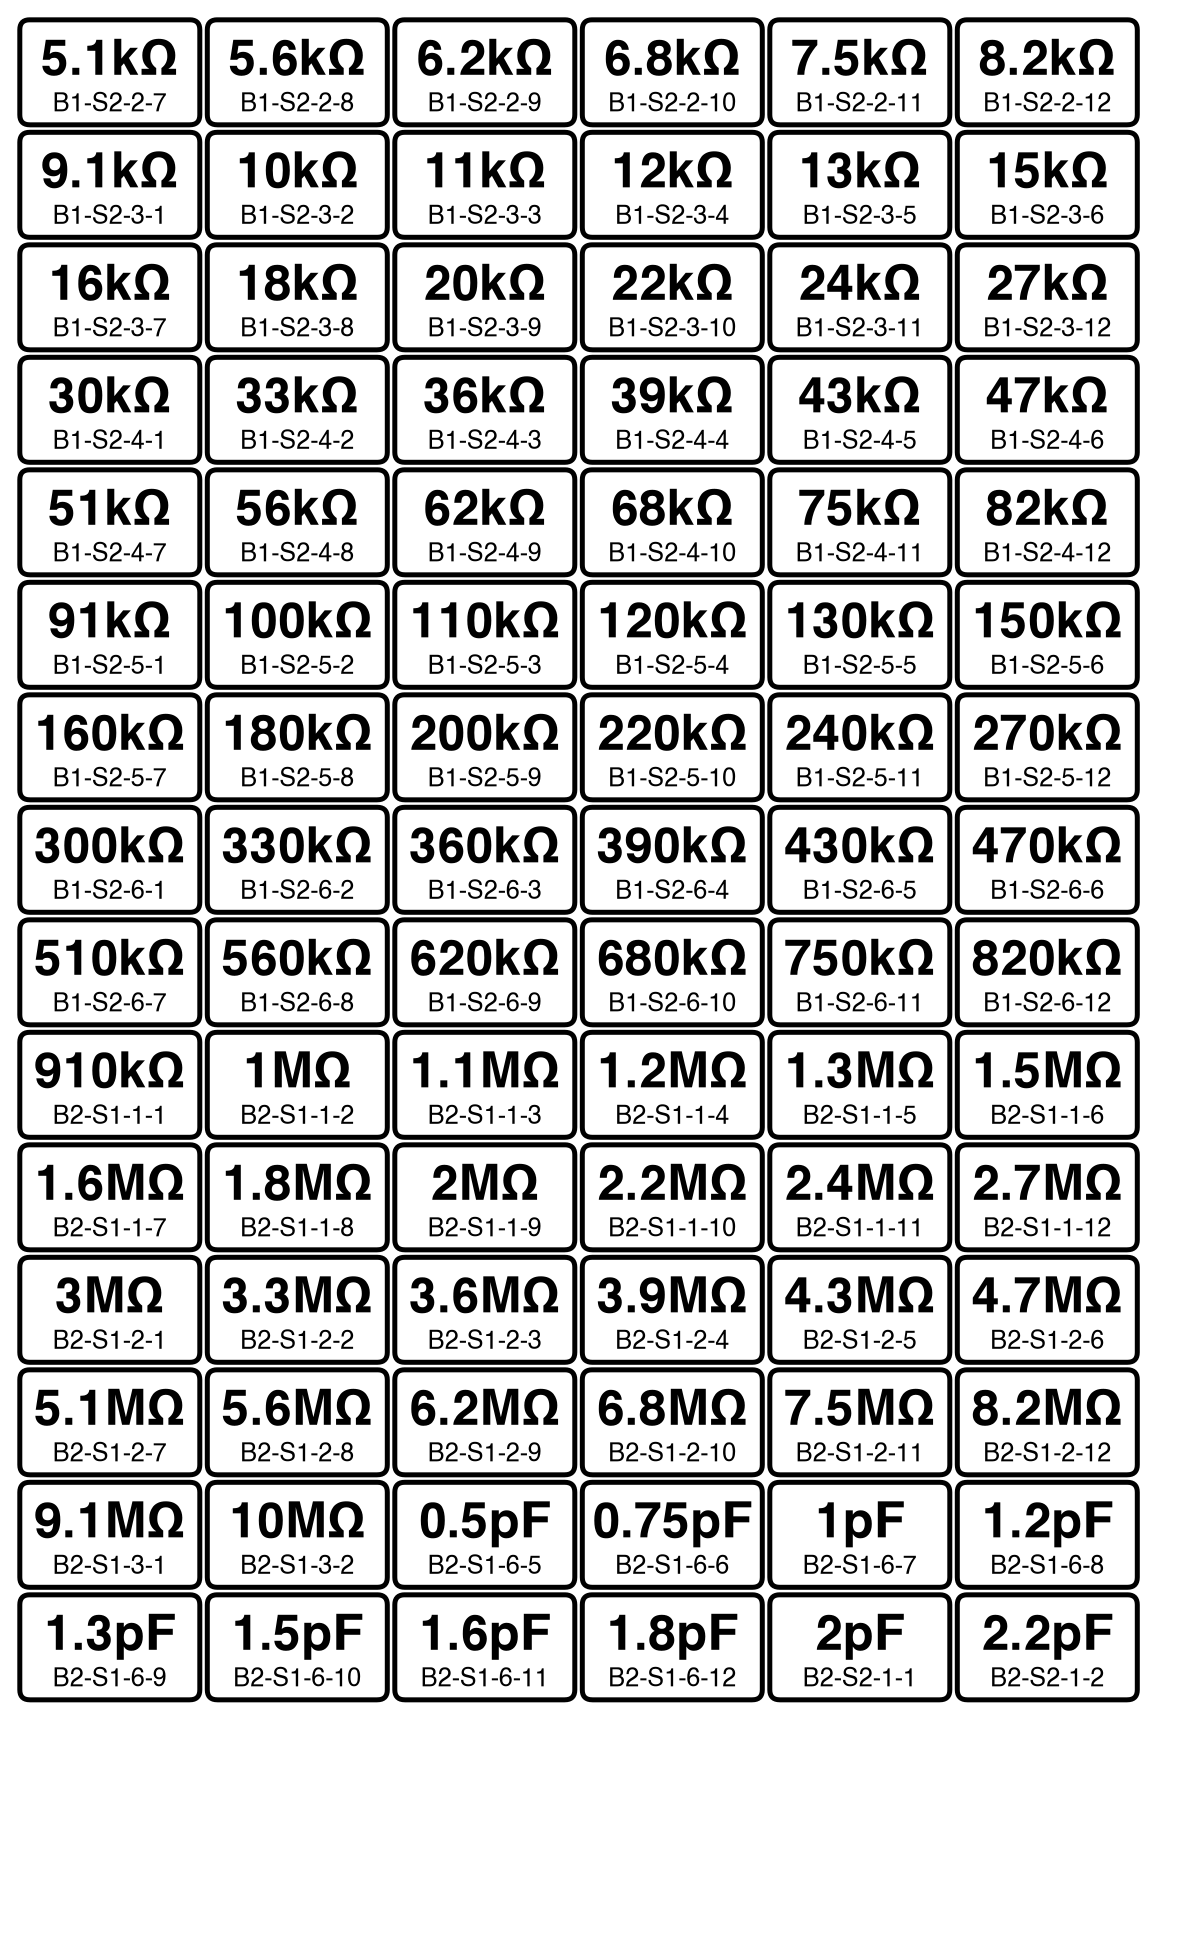 5.1kΩ 5.6kΩ 6.2kΩ 6.8kΩ 7.5kΩ 8.2kΩ
B1-S2-2-7 B1-S2-2-8 B1-S2-2-9 B1-S2-2-10 B1-S2-2-11 B1-S2-2-12
9.1kΩ 10kΩ 11kΩ 12kΩ 13kΩ 15kΩ
B1-S2-3-1 B1-S2-3-2 B1-S2-3-3 B1-S2-3-4 B1-S2-3-5 B1-S2-3-6
16kΩ 18kΩ 20kΩ 22kΩ 24kΩ 27kΩ
B1-S2-3-7 B1-S2-3-8 B1-S2-3-9 B1-S2-3-10 B1-S2-3-11 B1-S2-3-12
30kΩ 33kΩ 36kΩ 39kΩ 43kΩ 47kΩ
B1-S2-4-1 B1-S2-4-2 B1-S2-4-3 B1-S2-4-4 B1-S2-4-5 B1-S2-4-6
51kΩ 56kΩ 62kΩ 68kΩ 75kΩ 82kΩ
B1-S2-4-7 B1-S2-4-8 B1-S2-4-9 B1-S2-4-10 B1-S2-4-11 B1-S2-4-12
91kΩ 100kΩ 110kΩ 120kΩ 130kΩ 150kΩ
B1-S2-5-1 B1-S2-5-2 B1-S2-5-3 B1-S2-5-4 B1-S2-5-5 B1-S2-5-6
160kΩ 180kΩ 200kΩ 220kΩ 240kΩ 270kΩ
B1-S2-5-7 B1-S2-5-8 B1-S2-5-9 B1-S2-5-10 B1-S2-5-11 B1-S2-5-12
300kΩ 330kΩ 360kΩ 390kΩ 430kΩ 470kΩ
B1-S2-6-1 B1-S2-6-2 B1-S2-6-3 B1-S2-6-4 B1-S2-6-5 B1-S2-6-6
510kΩ 560kΩ 620kΩ 680kΩ 750kΩ 820kΩ
B1-S2-6-7 B1-S2-6-8 B1-S2-6-9 B1-S2-6-10 B1-S2-6-11 B1-S2-6-12
910kΩ 1MΩ 1.1MΩ 1.2MΩ 1.3MΩ 1.5MΩ
B2-S1-1-1 B2-S1-1-2 B2-S1-1-3 B2-S1-1-4 B2-S1-1-5 B2-S1-1-6
1.6MΩ 1.8MΩ 2MΩ 2.2MΩ 2.4MΩ 2.7MΩ
B2-S1-1-7 B2-S1-1-8 B2-S1-1-9 B2-S1-1-10 B2-S1-1-11 B2-S1-1-12
3MΩ 3.3MΩ 3.6MΩ 3.9MΩ 4.3MΩ 4.7MΩ
B2-S1-2-1 B2-S1-2-2 B2-S1-2-3 B2-S1-2-4 B2-S1-2-5 B2-S1-2-6
5.1MΩ 5.6MΩ 6.2MΩ 6.8MΩ 7.5MΩ 8.2MΩ
B2-S1-2-7 B2-S1-2-8 B2-S1-2-9 B2-S1-2-10 B2-S1-2-11 B2-S1-2-12
9.1MΩ 10MΩ 0.5pF 0.75pF 1pF 1.2pF
B2-S1-3-1 B2-S1-3-2 B2-S1-6-5 B2-S1-6-6 B2-S1-6-7 B2-S1-6-8
1.3pF 1.5pF 1.6pF 1.8pF 2pF 2.2pF
B2-S1-6-9 B2-S1-6-10 B2-S1-6-11 B2-S1-6-12 B2-S2-1-1 B2-S2-1-2